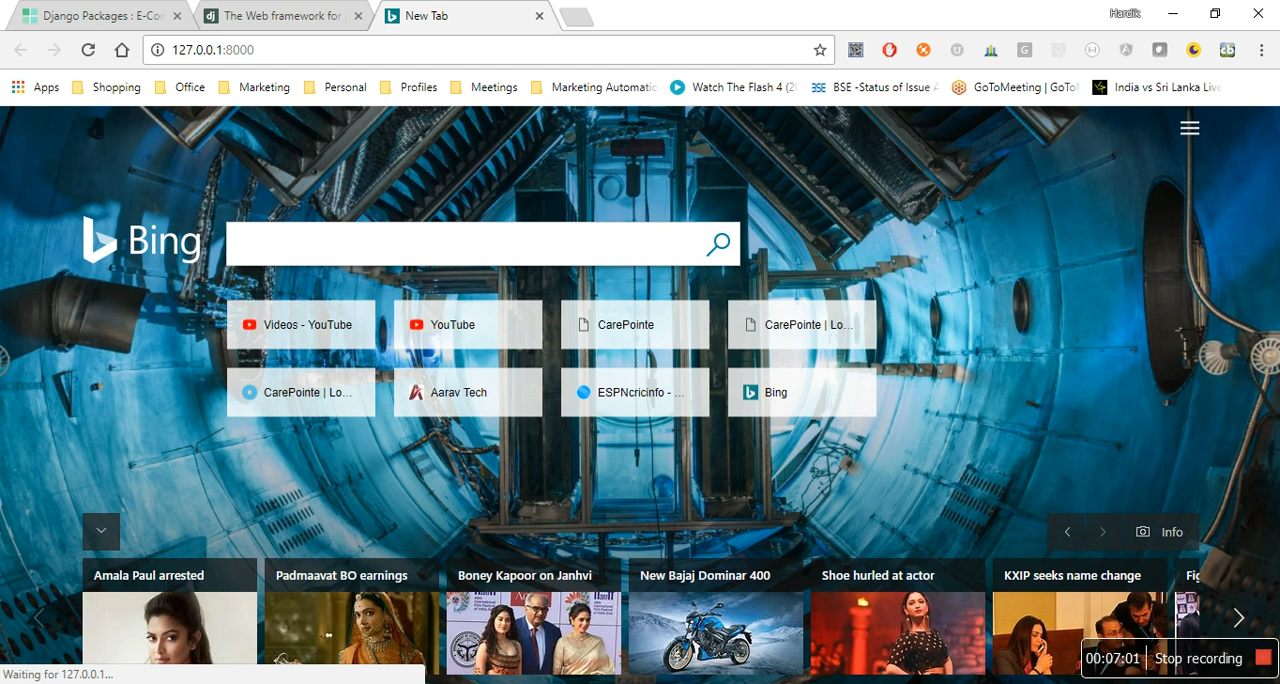 Django Packages : E-Con
The Web framework for
New Tab
Hardik
127.0.0.1:8000
Apps
Shopping
Office
Marketing
Personal
Profiles
Meetings
Marketing Automatic
Watch The Flash 4 (20
BSE -Status of Issue A
GoToMeeting | GoToM
India vs Sri Lanka Live
Bing
Videos - YouTube
YouTube
CarePointe
CarePointe | Lo...
CarePointe | Lo...
Aarav Tech
ESPNcricinfo - ...
Bing
Info
Amala Paul arrested
Padmaavat BO earnings
Boney Kapoor on Janhvi
New Bajaj Dominar 400
Shoe hurled at actor
KXIP seeks name change
Fig
Waiting for 127.0.0.1...
00:07:01
Stop recording